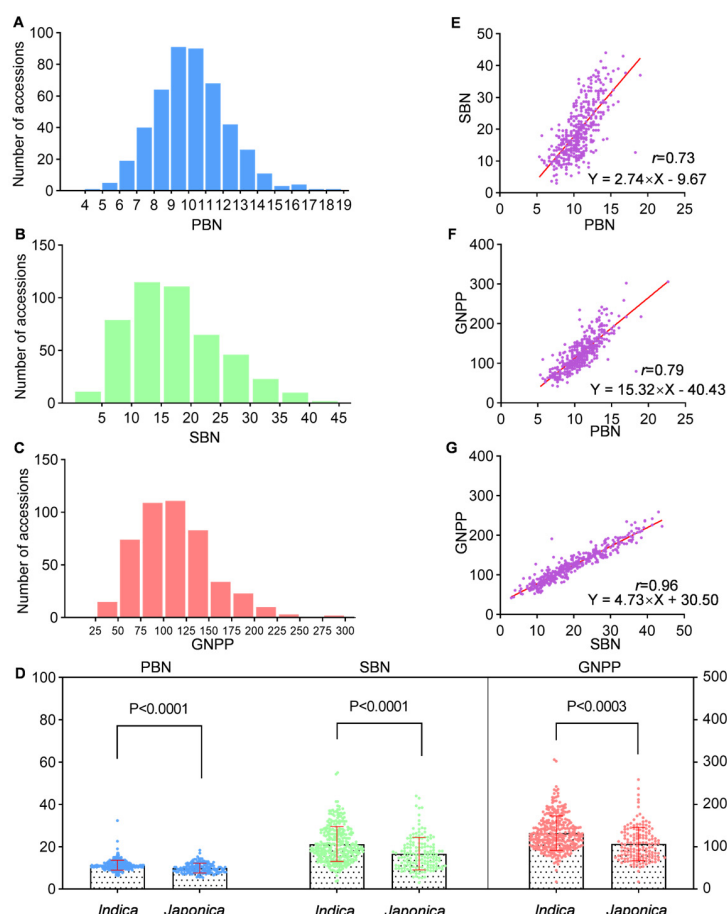 A
Number of accessions
100
80
60
40
20
0
4 5 6 7 8 9 10 11 12 13 14 15 16 17 18 19
PBN
B
Number of accessions
150
100
50
0
5 10 15 20 25 30 35 40 45
SBN
C
Number of accessions
150
100
50
0
25 50 75 100 125 150 175 200 225 250 275 300
GNPP
E
SBN
50
40
30
20
10
0
r=0.73
Y = 2.74×X - 9.67
0 5 10 15 20 25
PBN
F
GNPP
400
300
200
100
0
r=0.79
Y = 15.32×X - 40.43
0 5 10 15 20 25
PBN
G
GNPP
400
300
200
100
0
r=0.96
Y = 4.73×X + 30.50
0 10 20 30 40 50
SBN
D
PBN SBN GNPP
100
80
60
40
20
0
P<0.0001 P<0.0001 P<0.0003
500
400
300
200
100
0
Indica Japonica Indica Japonica Indica Japonica